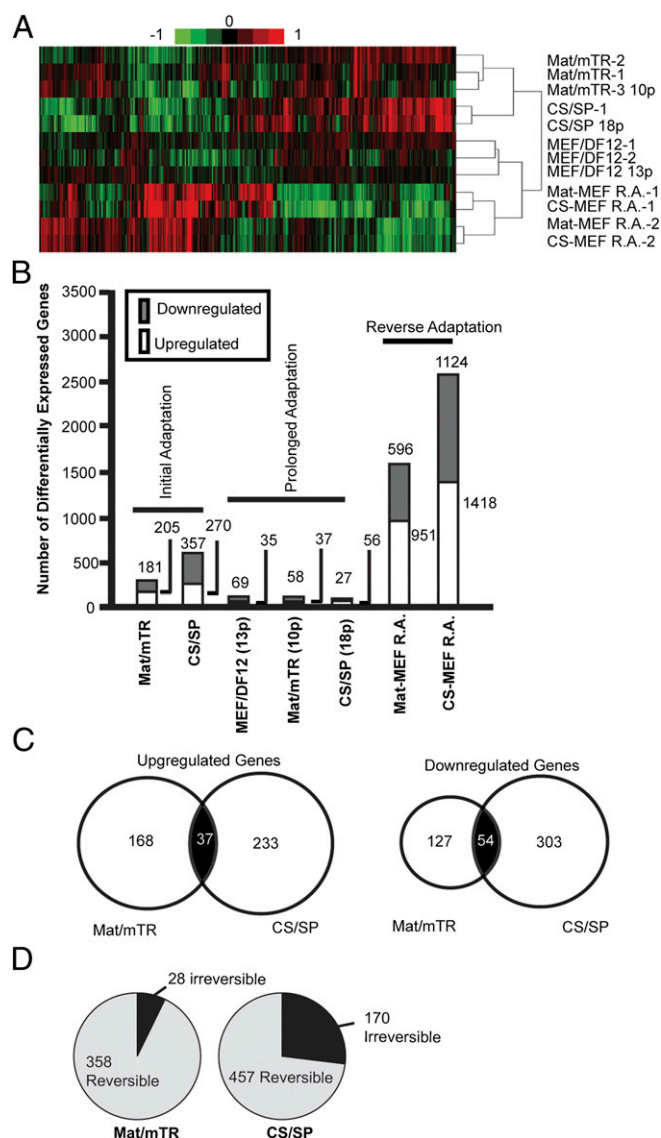 A
-1 0 1
Mat/mTR-2
Mat/mTR-1
Mat/mTR-3 10p
CS/SP-1
CS/SP 18p
MEF/DF12-1
MEF/DF12-2
MEF/DF12 13p
Mat-MEF R.A.-1
CS-MEF R.A.-1
Mat-MEF R.A.-2
CS-MEF R.A.-2
B
Number of Differentially Expressed Genes
3500
3000
2500
2000
1500
1000
500
0
Downregulated
Upregulated
Initial Adaptation
Prolonged Adaptation
Reverse Adaptation
181
205
357
270
69
35
58
37
27
56
596
951
1124
1418
Mat/mTR
CS/SP
MEF/DF12 (13p)
Mat/mTR (10p)
CS/SP (18p)
Mat-MEF R.A.
CS-MEF R.A.
C
Upgregulated Genes
168
37
233
Mat/mTR
CS/SP
Downregulated Genes
127
54
303
Mat/mTR
CS/SP
D
28 irreversible
358
Reversible
Mat/mTR
170
Irreversible
457 Reversible
CS/SP